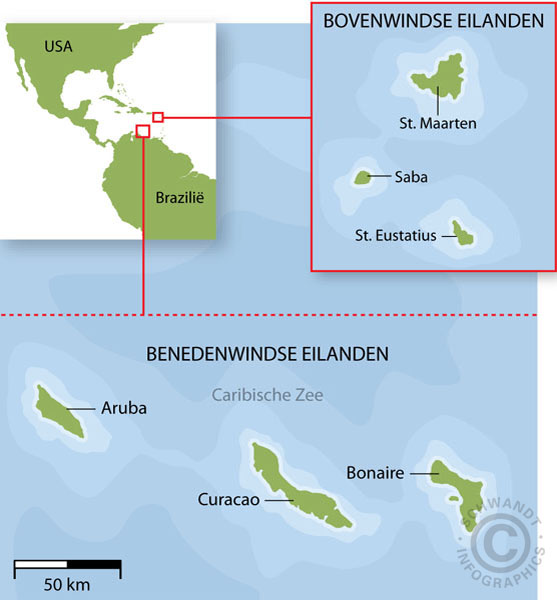 USA
Brazilië
BOVENWINDSE EILANDEN
St. Maarten
Saba
St. Eustatius
BENEDENWINDSE EILANDEN
Caribische Zee
Aruba
Curacao
Bonaire
50 km
SCHWANDT
©
INFOGRAPHICS